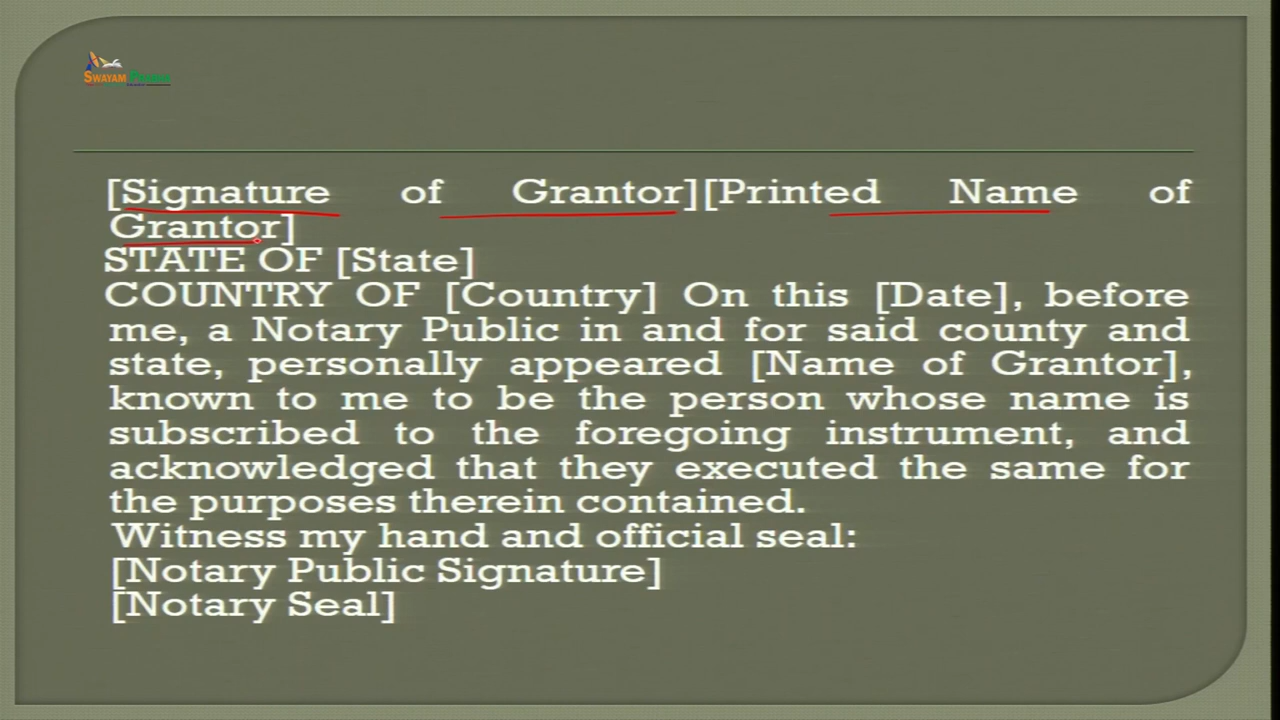 SWAYAM Prabha
[Signature of Grantor][Printed Name of
Grantor]
STATE OF [State]
COUNTRY OF [Country] On this [Date], before
me, a Notary Public in and for said county and
state, personally appeared [Name of Grantor],
known to me to be the person whose name is
subscribed to the foregoing instrument, and
acknowledged that they executed the same for
the purposes therein contained.
Witness my hand and official seal:
[Notary Public Signature]
[Notary Seal]